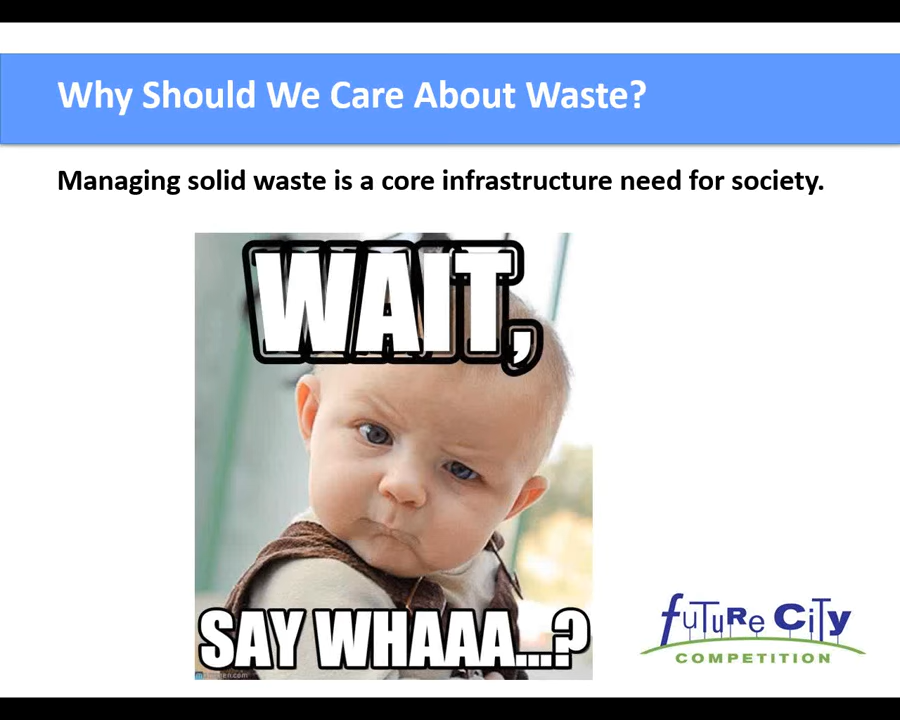 Why Should We Care About Waste?
Managing solid waste is a core infrastructure need for society.
WAIT,
SAY WHAAA...?
FuTuRe CiTy
COMPETITION